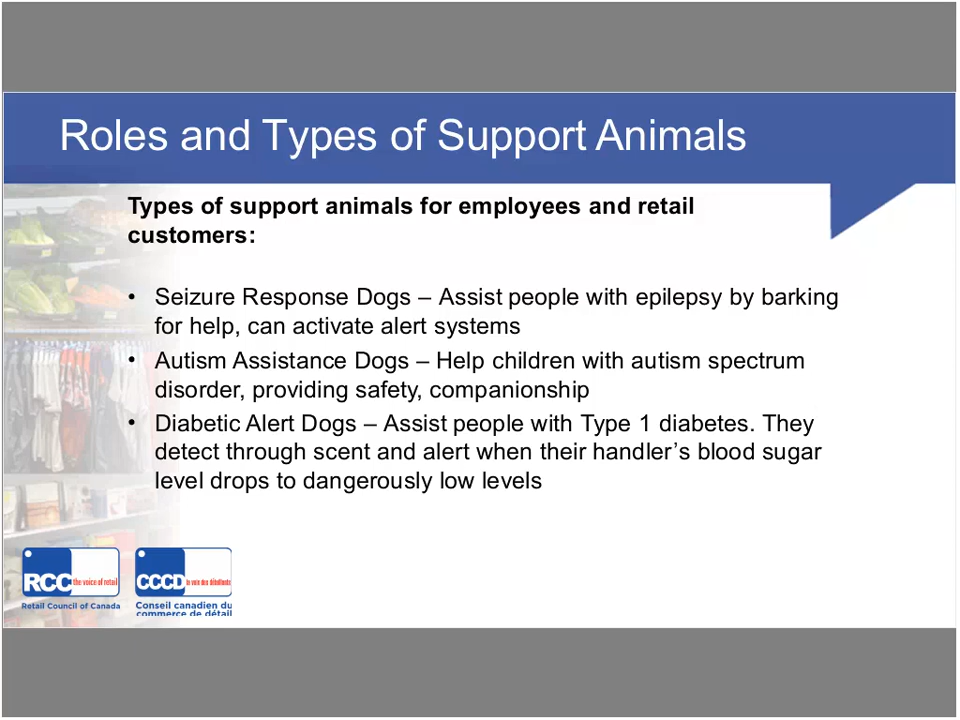 Roles and Types of Support Animals
Types of support animals for employees and retail
customers:
• Seizure Response Dogs – Assist people with epilepsy by barking
for help, can activate alert systems
• Autism Assistance Dogs – Help children with autism spectrum
disorder, providing safety, companionship
• Diabetic Alert Dogs – Assist people with Type 1 diabetes. They
detect through scent and alert when their handler’s blood sugar
level drops to dangerously low levels
RCC the voice of retail
Retail Council of Canada
CCCD la voix des détaillants
Conseil canadien du
commerce de détail